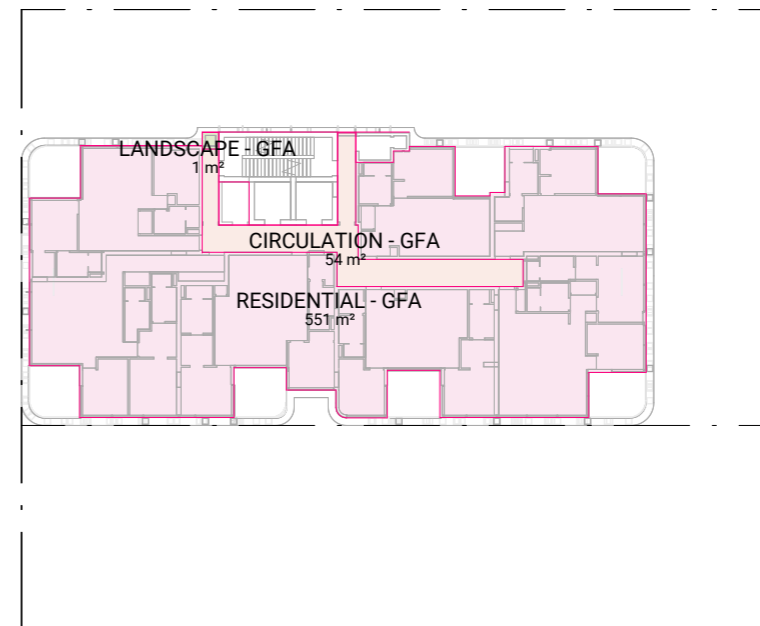 LANDSCAPE - GFA
1 m²
CIRCULATION - GFA
54 m²
RESIDENTIAL - GFA
551 m²